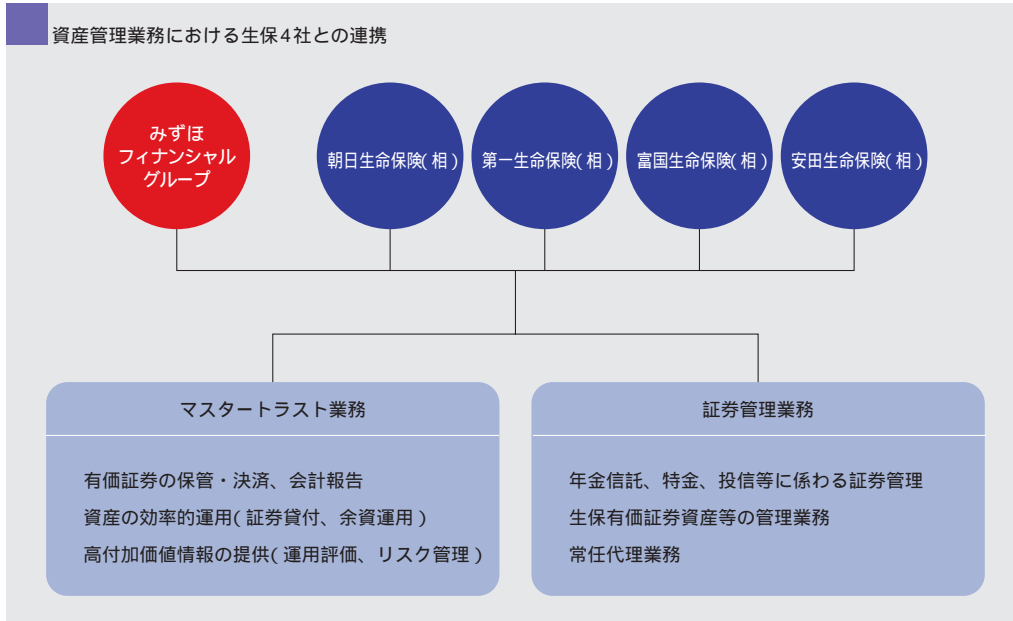 資産管理業務における生保4社との連携
みずほ
フィナンシャル
グループ
朝日生命保険(相)
第一生命保険(相)
富国生命保険(相)
安田生命保険(相)
マスタートラスト業務
有価証券の保管・決済、会計報告
資産の効率的運用(証券貸付、余資運用)
高付加価値情報の提供(運用評価、リスク管理)
証券管理業務
年金信託、特金、投信等に係わる証券管理
生保有価証券資産等の管理業務
常任代理業務